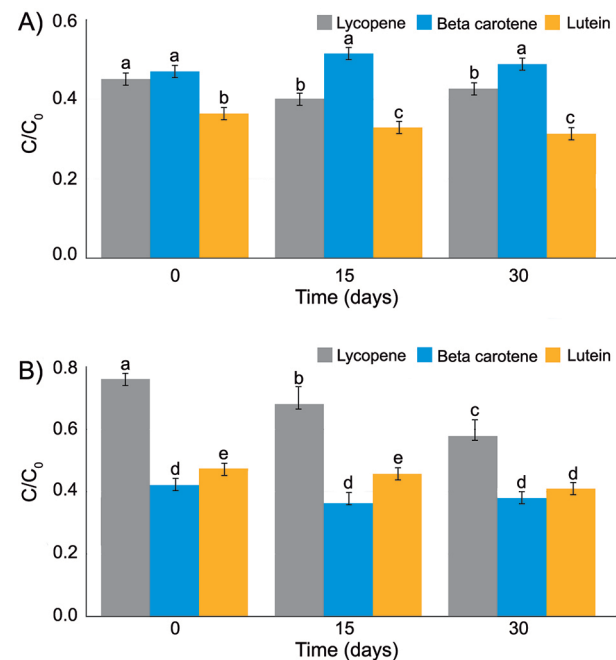 A)
Lycopene Beta carotene Lutein
0.6
a a b b a c b a c
0.4
C/C0
0.2
0.0
0 15 30
Time (days)
B)
Lycopene Beta carotene Lutein
0.8
a d e b d e c d d
0.6
C/C0
0.4
0.2
0.0
0 15 30
Time (days)